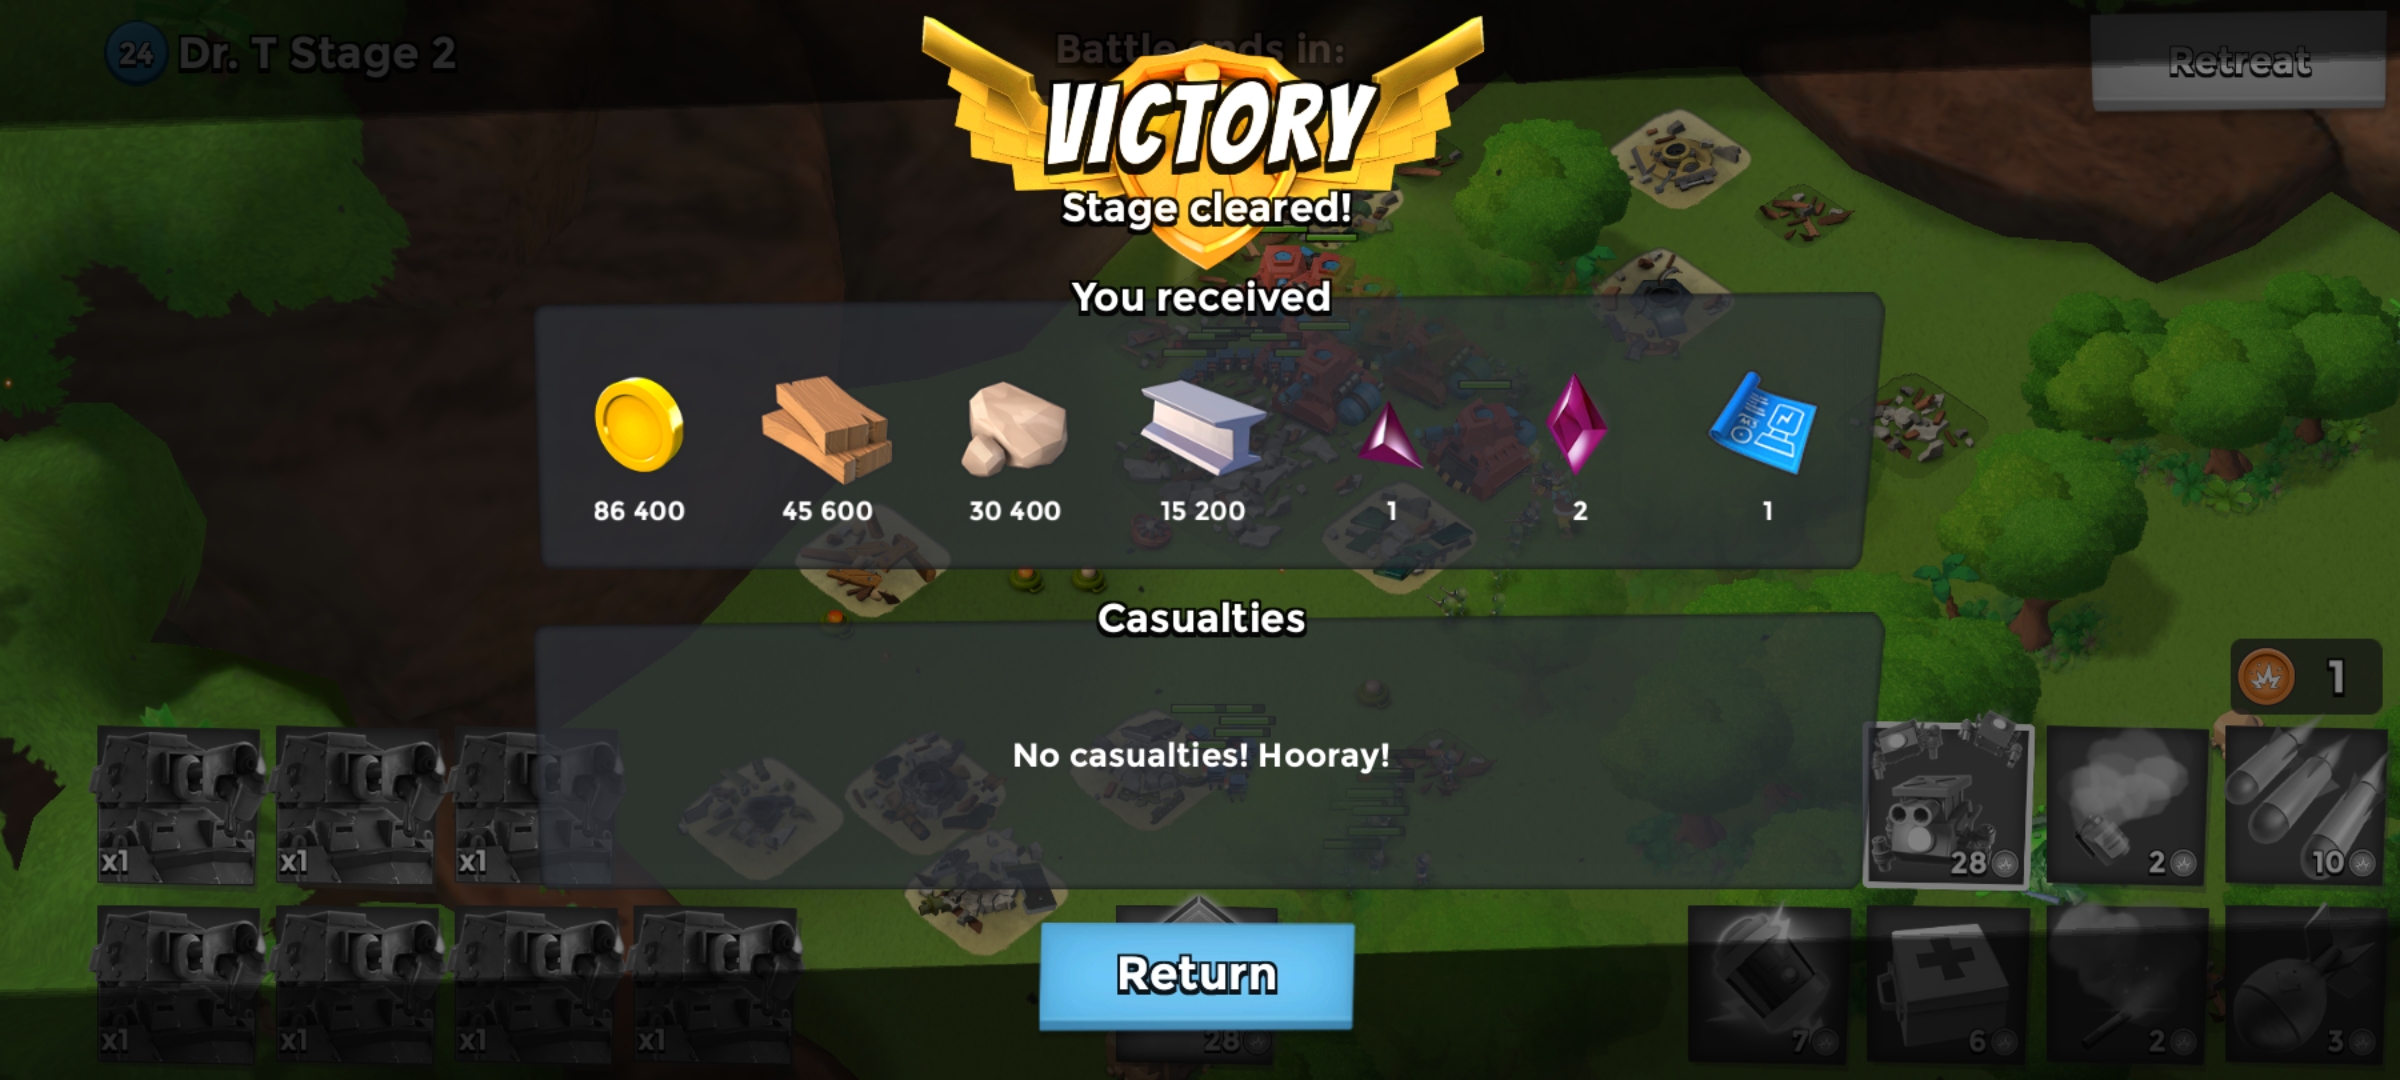 24 Dr. T Stage 2
Battle ends in:
Retreat
VICTORY
Stage cleared!
You received
86 400
45 600
30 400
15 200
1
2
1
Casualties
No casualties! Hooray!
1
x1
x1
x1
28
2
10
Return
x1
x1
x1
x1
28
7
6
2
3